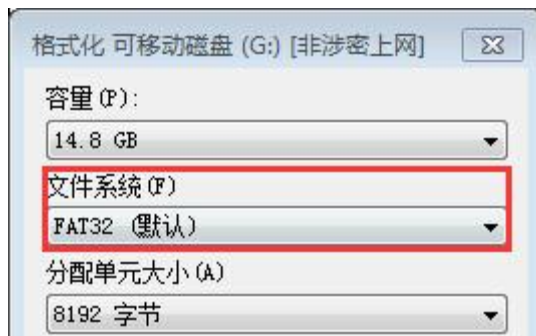 格式化 可移动磁盘 (G:) [非涉密上网]
容量(P):
14.8 GB
文件系统(F)
FAT32 (默认)
分配单元大小(A)
8192 字节